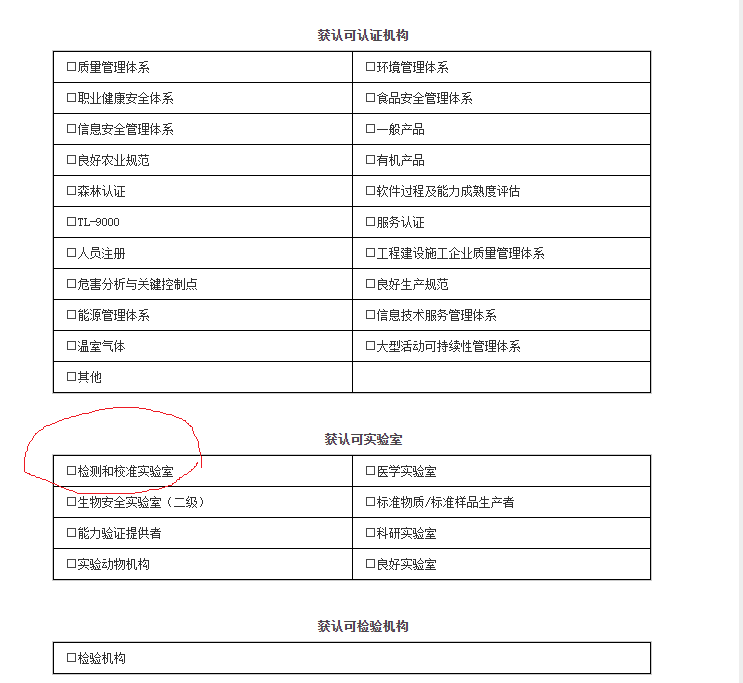 获认可认证机构
□质量管理体系 □环境管理体系
□职业健康安全体系 □食品安全管理体系
□信息安全管理体系 □一般产品
□良好农业规范 □有机产品
□森林认证 □软件过程及能力成熟度评估
□TL-9000 □服务认证
□人员注册 □工程建设施工企业质量管理体系
□危害分析与关键控制点 □良好生产规范
□能源管理体系 □信息技术服务管理体系
□温室气体 □大型活动可持续性管理体系
□其他
获认可实验室
□检测和校准实验室 □医学实验室
□生物安全实验室（二级） □标准物质/标准样品生产者
□能力验证提供者 □科研实验室
□实验动物机构 □良好实验室
获认可检验机构
□检验机构